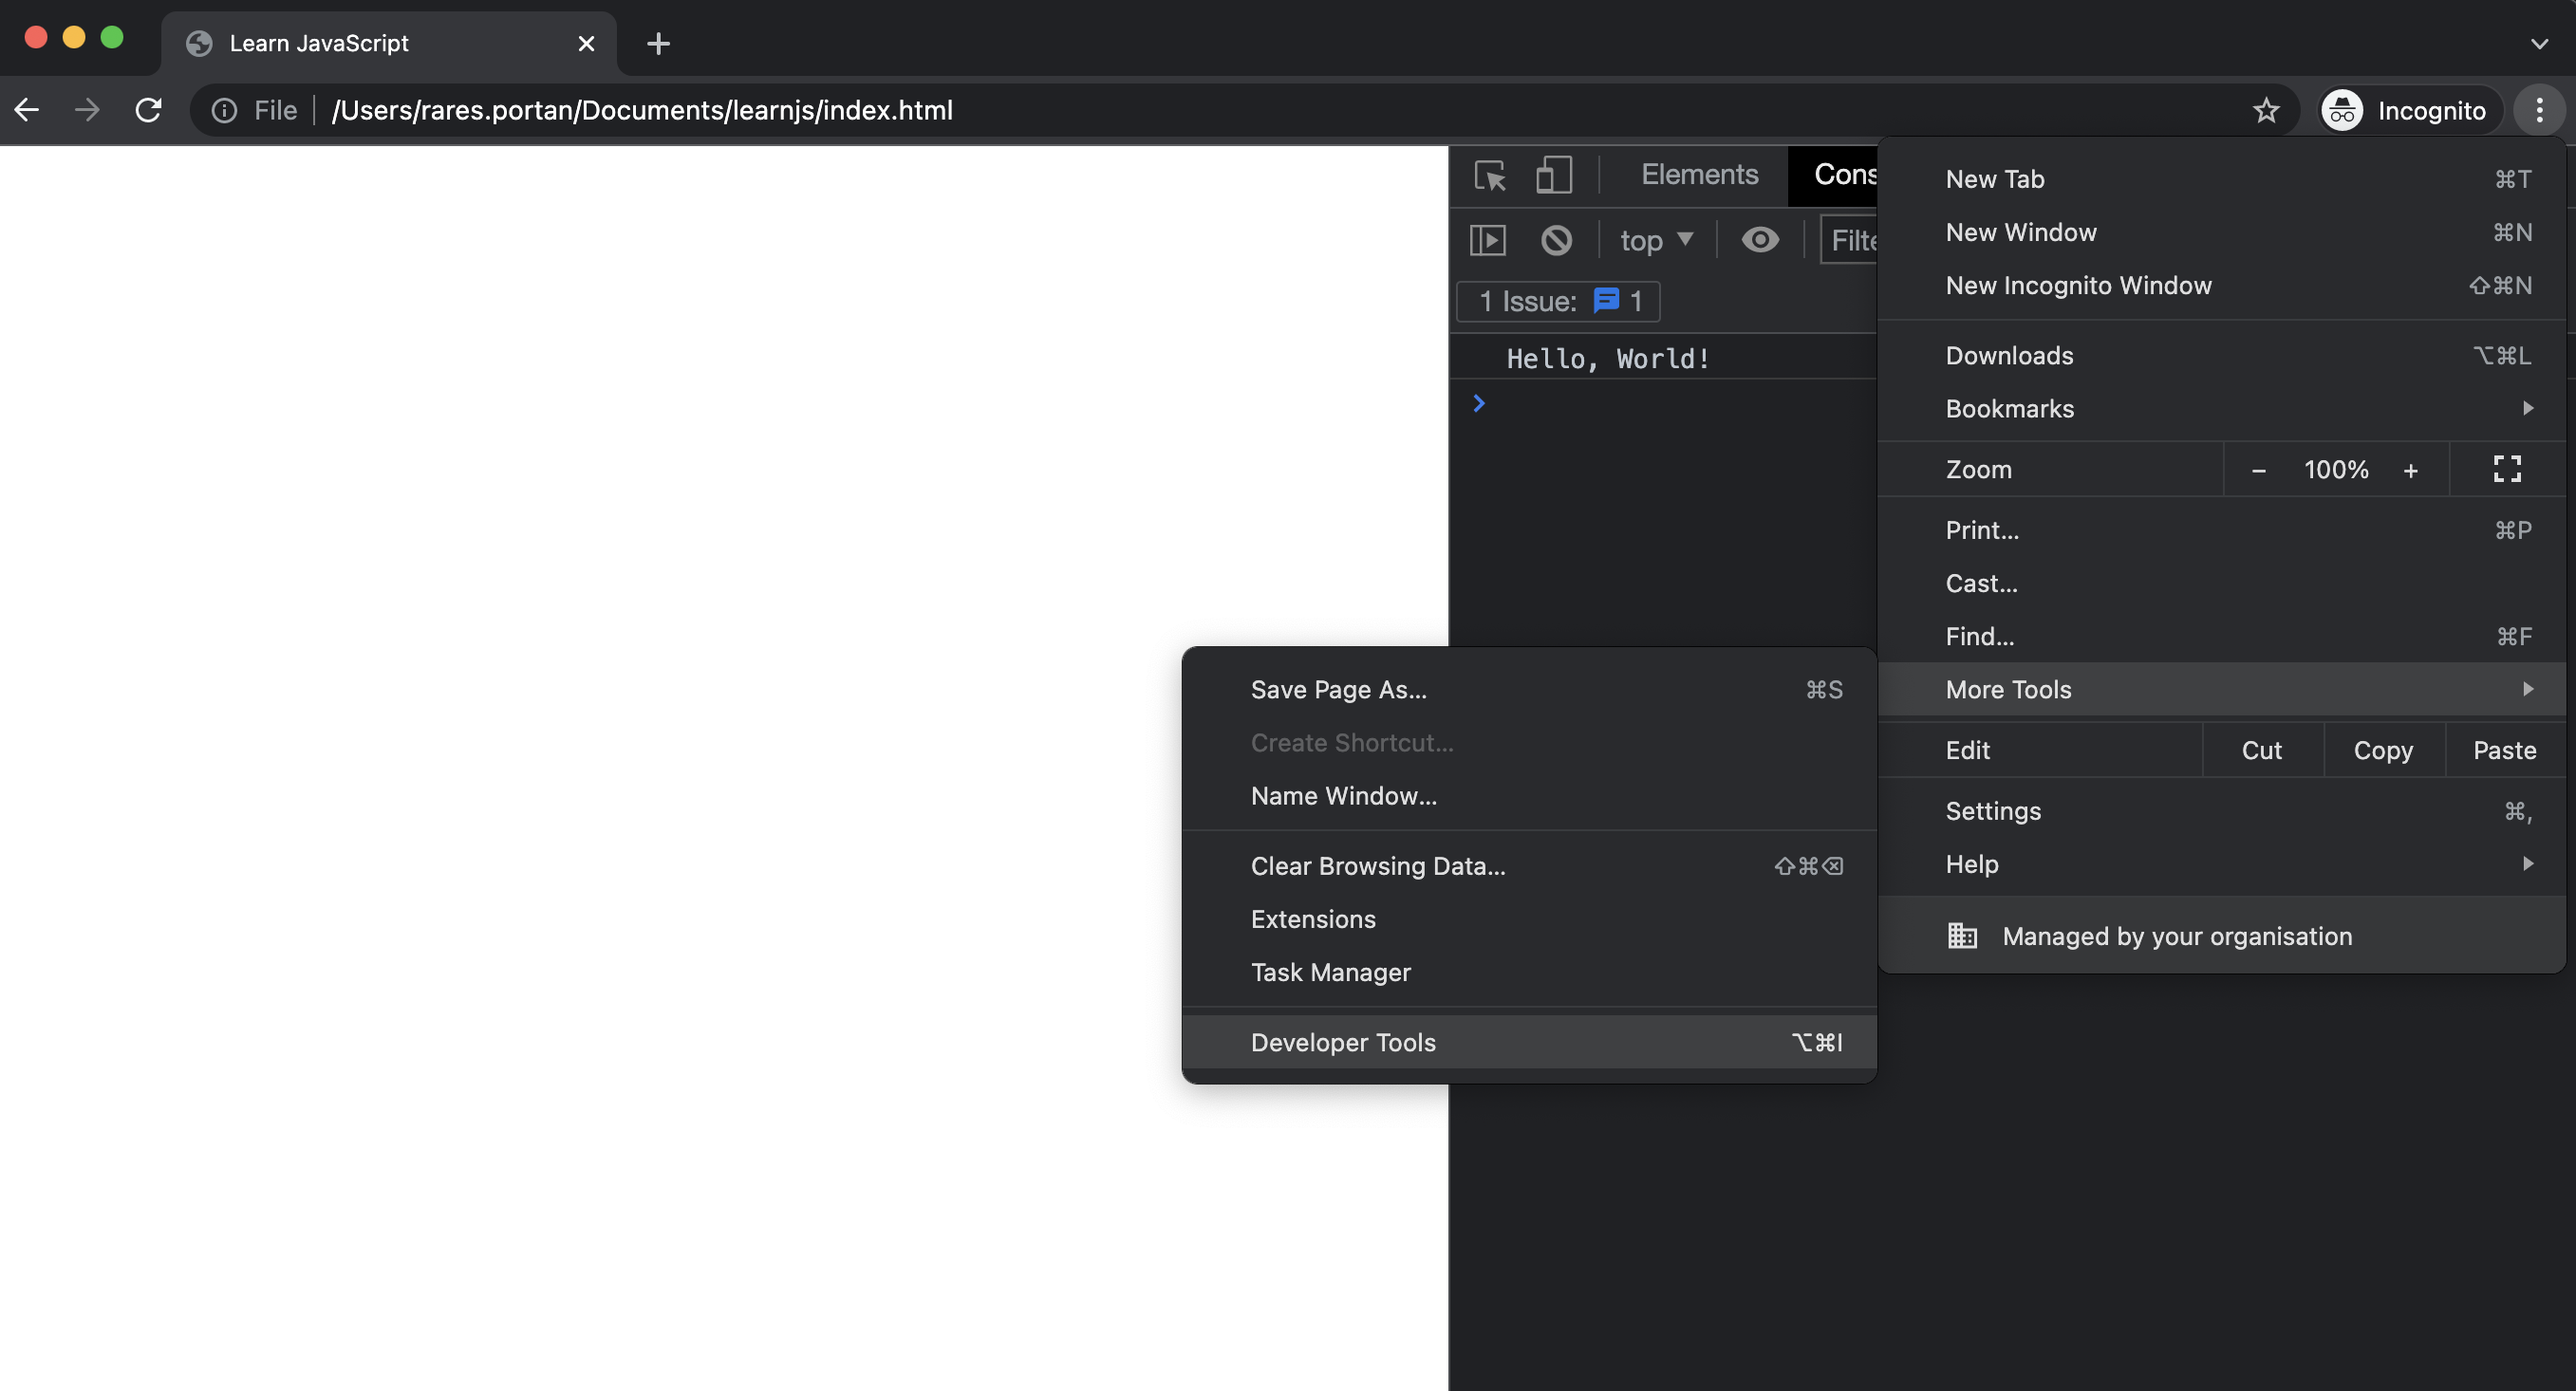 Learn JavaScript
File /Users/rares.portan/Documents/learnjs/index.html
Incognito
Elements
top
1 Issue: 1
Hello, World!
New Tab ⌘T
New Window ⌘N
New Incognito Window ⇧⌘N
Downloads ⌥⌘L
Bookmarks
Zoom − 100% +
Print... ⌘P
Cast...
Find... ⌘F
More Tools
Edit Cut Copy Paste
Settings ⌘,
Help
Managed by your organisation
Save Page As... ⌘S
Create Shortcut...
Name Window...
Clear Browsing Data... ⇧⌘⌫
Extensions
Task Manager
Developer Tools ⌥⌘I